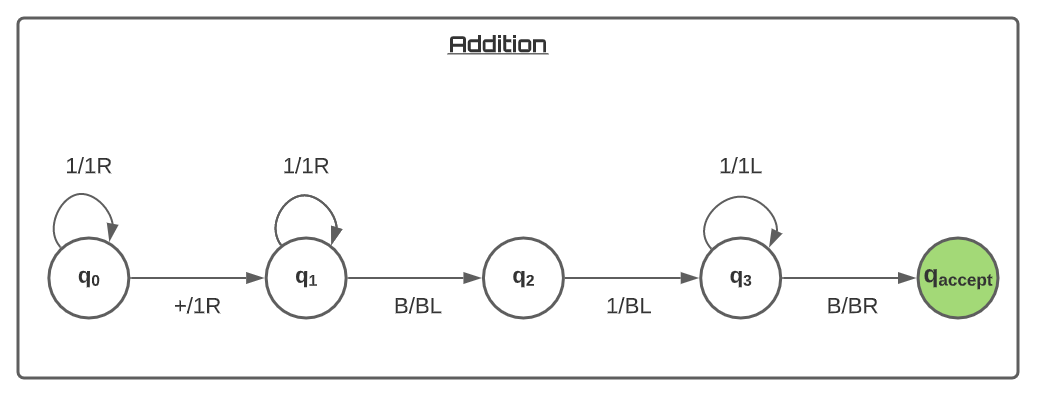 Addition
1/1R
1/1R
1/1L
q0
q1
q2
q3
qaccept
+/1R
B/BL
1/BL
B/BR